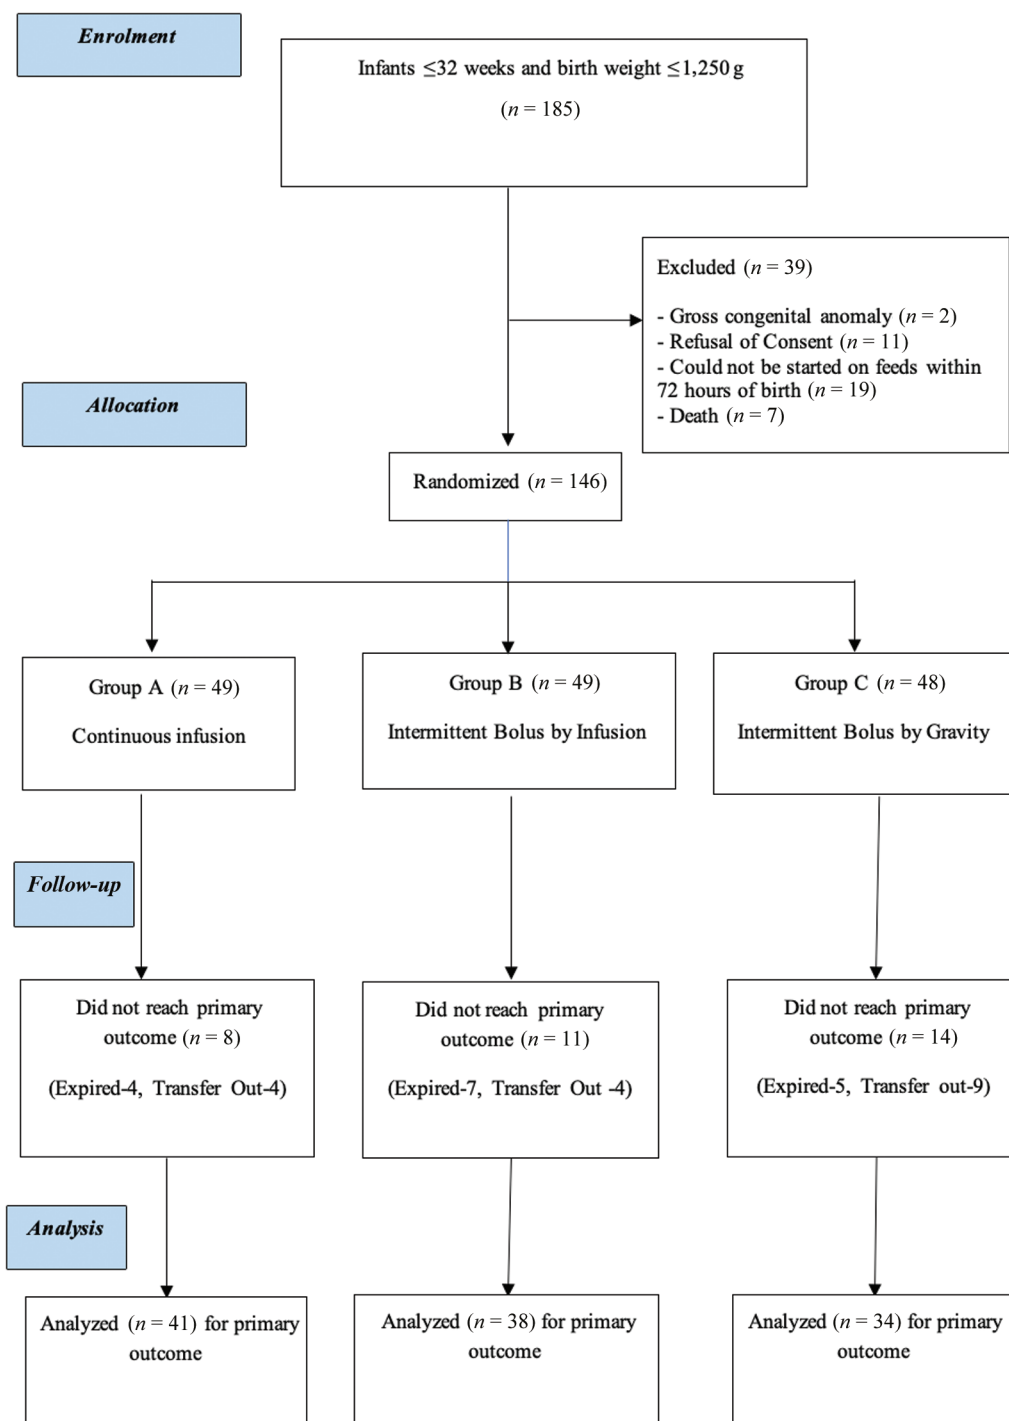 Enrolment
Infants ≤32 weeks and birth weight ≤1,250 g
(n = 185)
Excluded (n = 39)
- Gross congenital anomaly (n = 2)
- Refusal of Consent (n = 11)
- Could not be started on feeds within
72 hours of birth (n = 19)
- Death (n = 7)
Allocation
Randomized (n = 146)
Group A (n = 49)
Continuous infusion
Group B (n = 49)
Intermittent Bolus by Infusion
Group C (n = 48)
Intermittent Bolus by Gravity
Follow-up
Did not reach primary
outcome (n = 8)
(Expired-4, Transfer Out-4)
Did not reach primary
outcome (n = 11)
(Expired-7, Transfer Out -4)
Did not reach primary
outcome (n = 14)
(Expired-5, Transfer out-9)
Analysis
Analyzed (n = 41) for primary
outcome
Analyzed (n = 38) for primary
outcome
Analyzed (n = 34) for primary
outcome